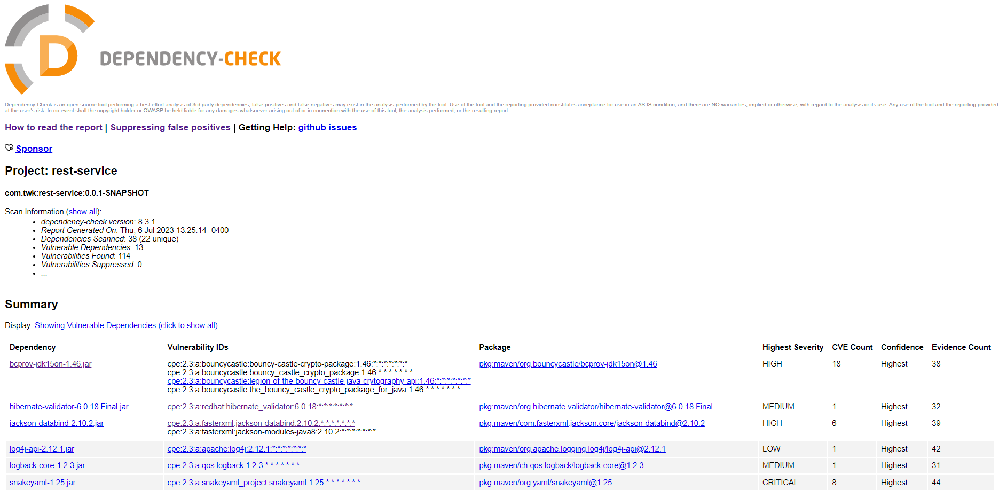 D
DEPENDENCY-CHECK
Dependency-Check is an open source tool performing a best effort analysis of 3rd party dependencies; false positives and false negatives may exist in the analysis performed by the tool. Use of the tool and the reporting provided constitutes acceptance for use in an AS IS condition, and there are NO warranties, implied or otherwise, with regard to the analysis or its use. Any use of the tool and the reporting provided
at the user's risk. In no event shall the copyright holder or OWASP be held liable for any damages whatsoever arising out of or in connection with the use of this tool, the analysis performed, or the resulting report.
How to read the report | Suppressing false positives | Getting Help: github issues
Sponsor
Project: rest-service
com.twk:rest-service:0.0.1-SNAPSHOT
Scan Information (show all):
• dependency-check version: 8.3.1
• Report Generated On: Thu, 6 Jul 2023 13:25:14 -0400
• Dependencies Scanned: 38 (22 unique)
• Vulnerable Dependencies: 13
• Vulnerabilities Found: 114
• Vulnerabilities Suppressed: 0
• ...
Summary
Display: Showing Vulnerable Dependencies (click to show all)
Dependency Vulnerability IDs Package Highest Severity CVE Count Confidence Evidence Count
bcprov-jdk15on-1.46.jar cpe:2.3:a:bouncycastle:bouncy-castle-crypto-package:1.46:*:*:*:*:*:*:* pkg:maven/org.bouncycastle/bcprov-jdk15on@1.46 HIGH 18 Highest 38
cpe:2.3:a:bouncycastle:bouncy_castle_crypto_package:1.46:*:*:*:*:*:*:*
cpe:2.3:a:bouncycastle:legion-of-the-bouncy-castle-java-crytography-api:1.46:*:*:*:*:*:*:*
cpe:2.3:a:bouncycastle:the_bouncy_castle_crypto_package_for_java:1.46:*:*:*:*:*:*:*
hibernate-validator-6.0.18.Final.jar cpe:2.3:a:redhat:hibernate_validator:6.0.18:*:*:*:*:*:*:* pkg:maven/org.hibernate.validator/hibernate-validator@6.0.18.Final MEDIUM 1 Highest 32
jackson-databind-2.10.2.jar cpe:2.3:a:fasterxml:jackson-databind:2.10.2:*:*:*:*:*:*:* pkg:maven/com.fasterxml.jackson.core/jackson-databind@2.10.2 HIGH 6 Highest 39
cpe:2.3:a:fasterxml:jackson-modules-java8:2.10.2:*:*:*:*:*:*:*
log4j-api-2.12.1.jar cpe:2.3:a:apache:log4j:2.12.1:*:*:*:*:*:*:* pkg:maven/org.apache.logging.log4j/log4j-api@2.12.1 LOW 1 Highest 42
logback-core-1.2.3.jar cpe:2.3:a:qos:logback:1.2.3:*:*:*:*:*:*:* pkg:maven/ch.qos.logback/logback-core@1.2.3 MEDIUM 1 Highest 31
snakeyaml-1.25.jar cpe:2.3:a:snakeyaml_project:snakeyaml:1.25:*:*:*:*:*:*:* pkg:maven/org.yaml/snakeyaml@1.25 CRITICAL 8 Highest 44